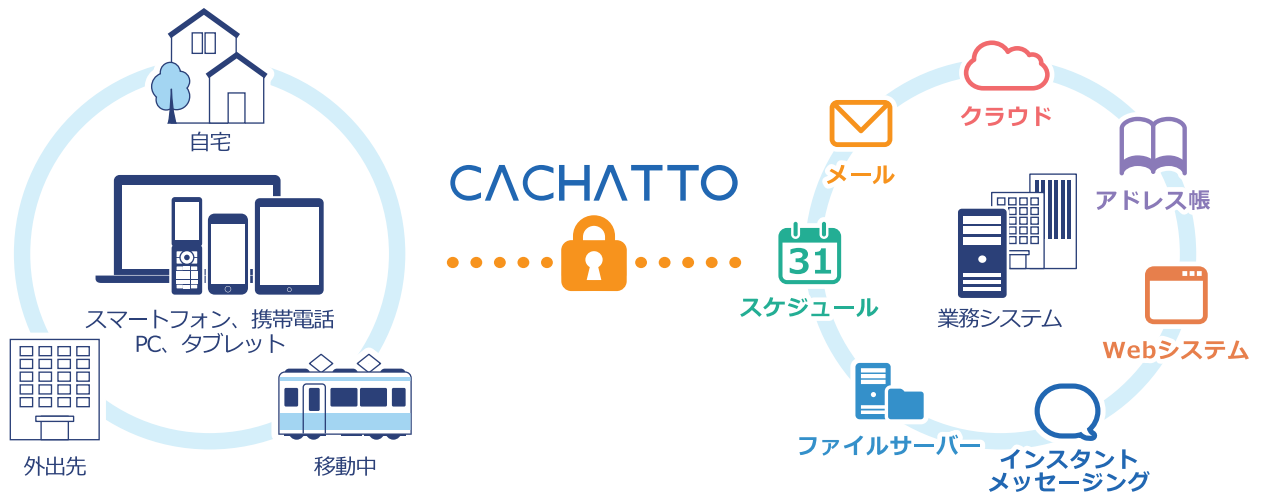 自宅
スマートフォン、携帯電話
PC、タブレット
外出先
移動中
CACHATTO
クラウド
メール
アドレス帳
31
スケジュール
業務システム
Webシステム
ファイルサーバー
インスタント
メッセージング